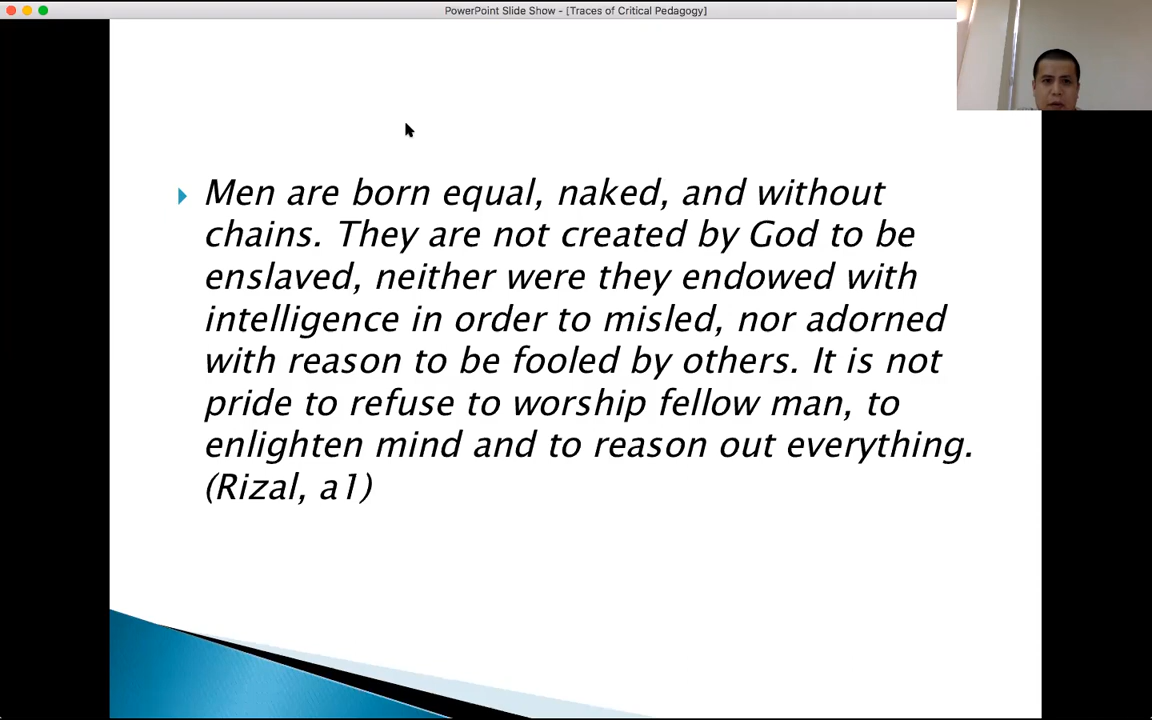 PowerPoint Slide Show - [Traces of Critical Pedagogy]
Men are born equal, naked, and without
chains. They are not created by God to be
enslaved, neither were they endowed with
intelligence in order to misled, nor adorned
with reason to be fooled by others. It is not
pride to refuse to worship fellow man, to
enlighten mind and to reason out everything.
(Rizal, a1)